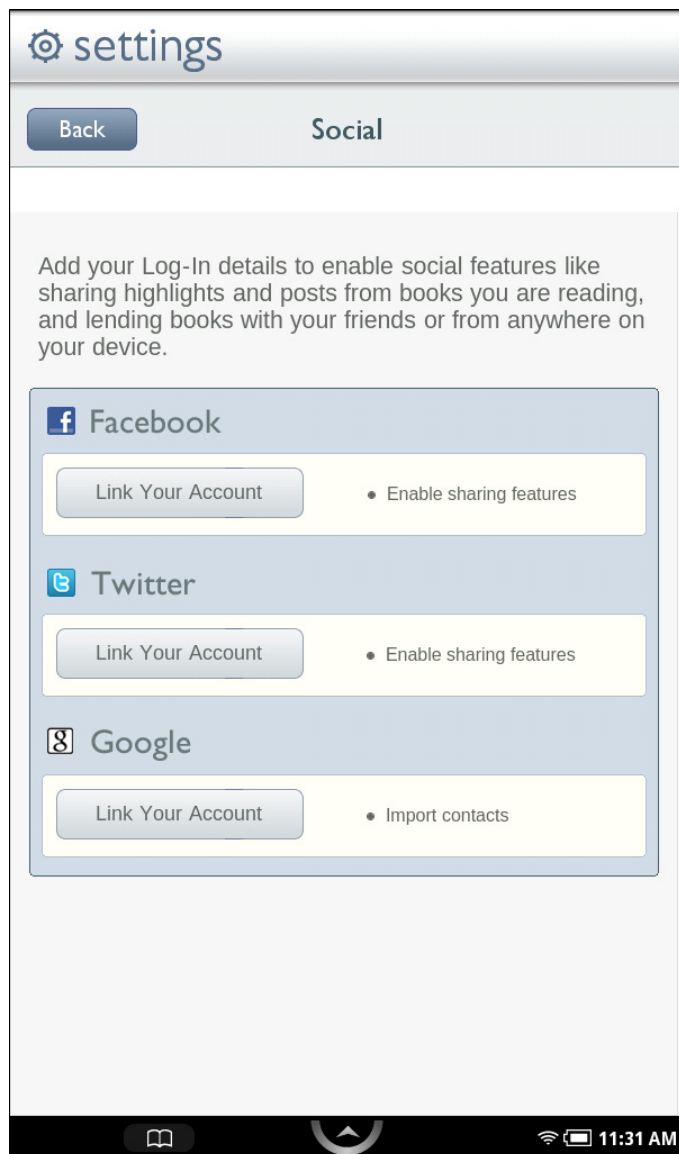 settings
Back
Social
Add your Log-In details to enable social features like
sharing highlights and posts from books you are reading,
and lending books with your friends or from anywhere on
your device.
Facebook
Link Your Account
• Enable sharing features
Twitter
Link Your Account
• Enable sharing features
Google
Link Your Account
• Import contacts
11:31 AM